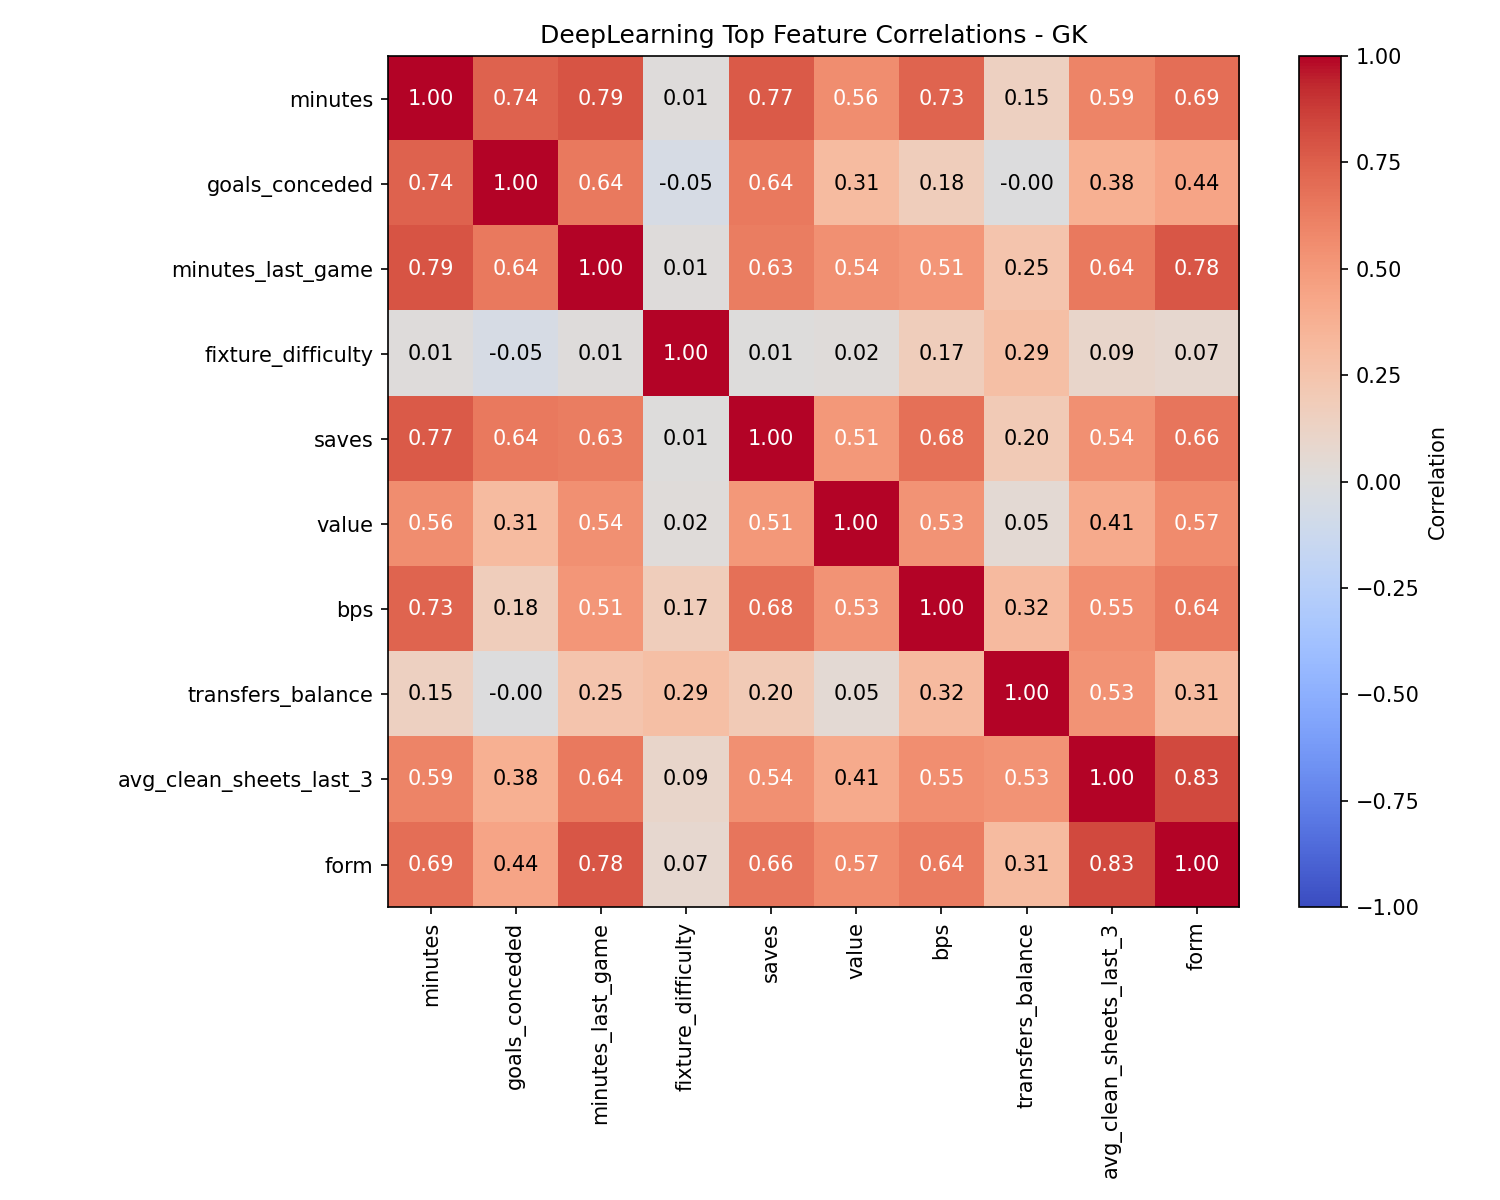 DeepLearning Top Feature Correlations - GK
minutes 1.00 0.74 0.79 0.01 0.77 0.56 0.73 0.15 0.59 0.69
goals_conceded 0.74 1.00 0.64 -0.05 0.64 0.31 0.18 -0.00 0.38 0.44
minutes_last_game 0.79 0.64 1.00 0.01 0.63 0.54 0.51 0.25 0.64 0.78
fixture_difficulty 0.01 -0.05 0.01 1.00 0.01 0.02 0.17 0.29 0.09 0.07
saves 0.77 0.64 0.63 0.01 1.00 0.51 0.68 0.20 0.54 0.66
value 0.56 0.31 0.54 0.02 0.51 1.00 0.53 0.05 0.41 0.57
bps 0.73 0.18 0.51 0.17 0.68 0.53 1.00 0.32 0.55 0.64
transfers_balance 0.15 -0.00 0.25 0.29 0.20 0.05 0.32 1.00 0.53 0.31
avg_clean_sheets_last_3 0.59 0.38 0.64 0.09 0.54 0.41 0.55 0.53 1.00 0.83
form 0.69 0.44 0.78 0.07 0.66 0.57 0.64 0.31 0.83 1.00
minutes
goals_conceded
minutes_last_game
fixture_difficulty
saves
value
bps
transfers_balance
avg_clean_sheets_last_3
form
1.00
0.75
0.50
0.25
0.00
−0.25
−0.50
−0.75
−1.00
Correlation